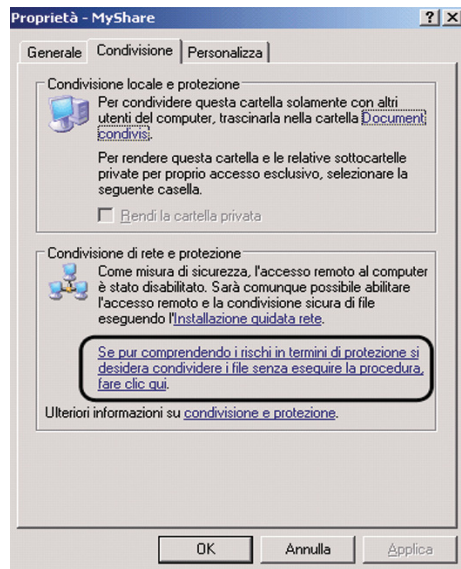 Proprietà - MyShare
Generale
Condivisione
Personalizza
Condivisione locale e protezione
Per condividere questa cartella solamente con altri
utenti del computer, trascinarla nella cartella Document
condivisi.
Per rendere questa cartella e le relative sottocartelle
private per proprio accesso esclusivo, selezionare la
seguente casella.
Rendi la cartella privata
Condivisione di rete e protezione
Come misura di sicurezza, l'accesso remoto al computer
è stato disabilitato. Sarà comunque possibile abilitare
l'accesso remoto e la condivisione sicura di file
eseguendo l'Installazione guidata rete.
Se pur comprendendo i rischi in termini di protezione si
desidera condividere i file senza eseguire la procedura,
fare clic qui.
Ulteriori informazioni su condivisione e protezione.
OK
Annulla
Applica